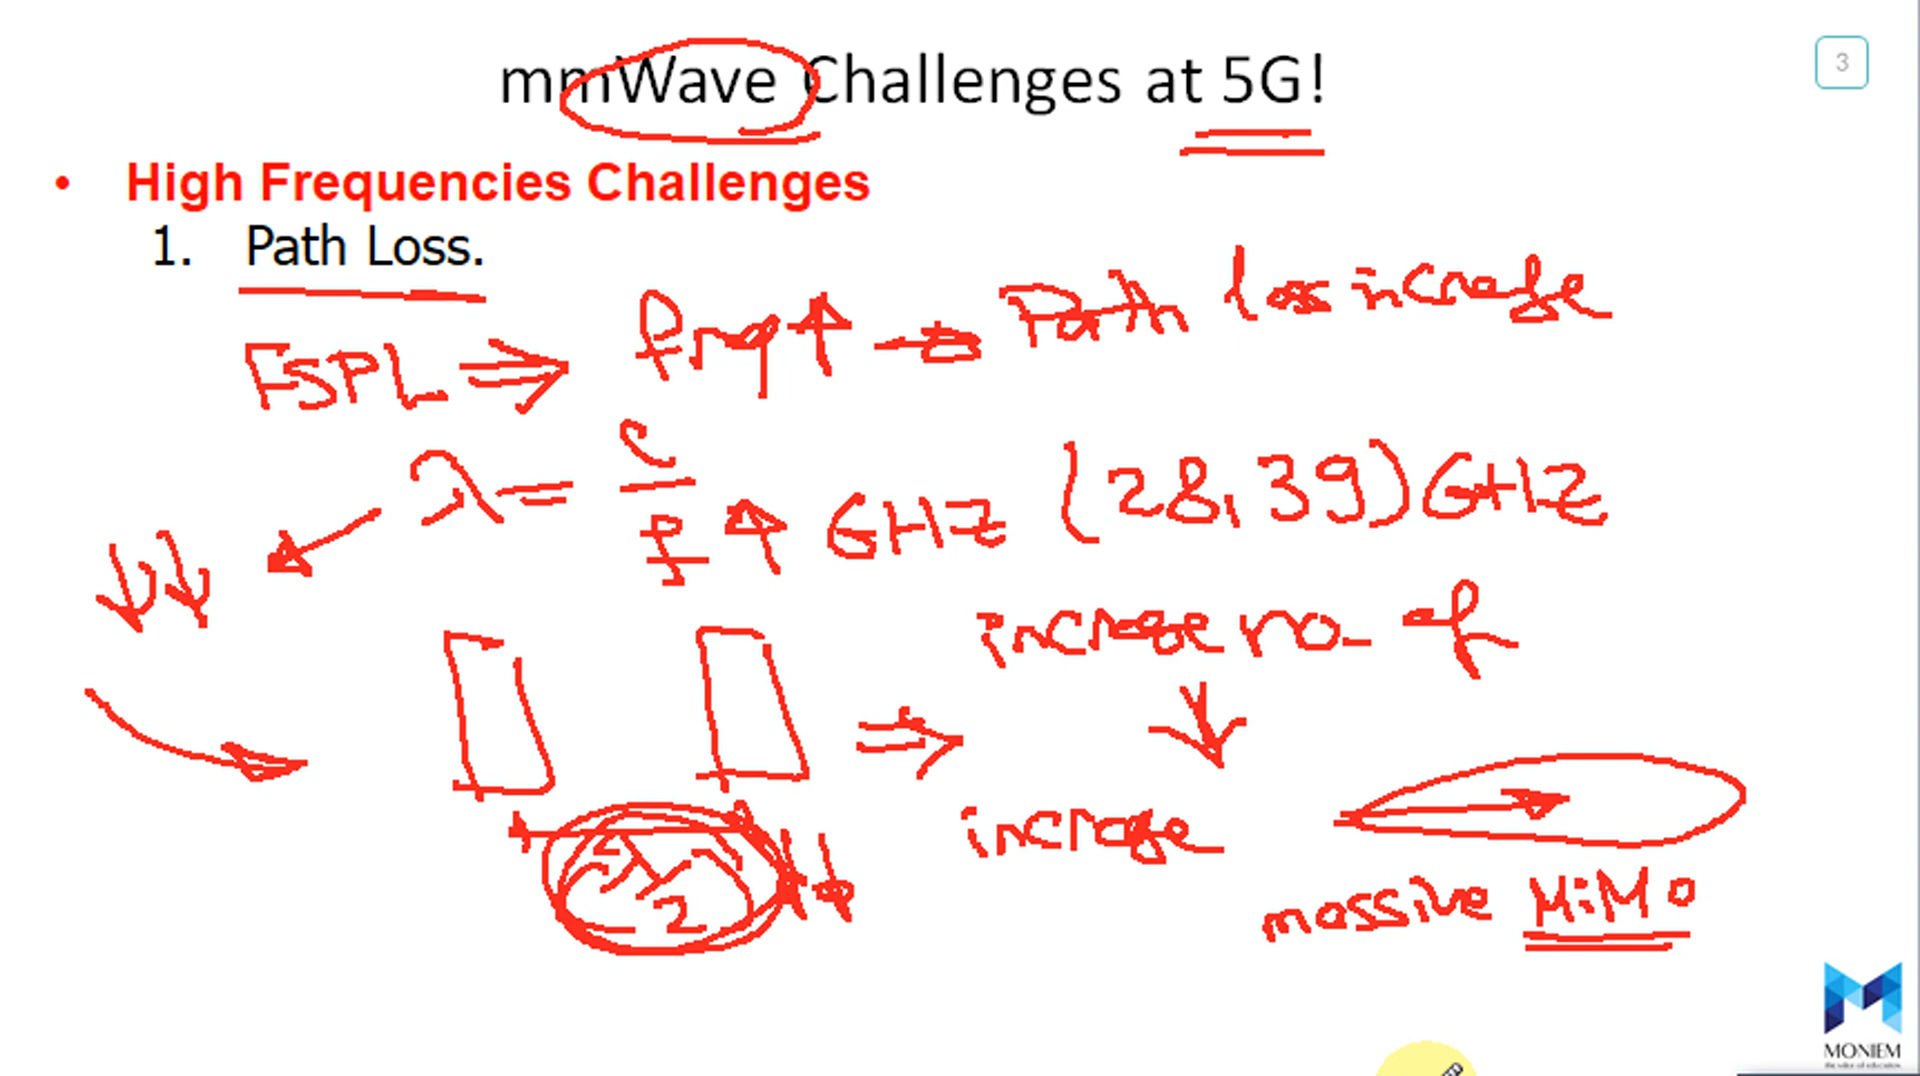 mmWave Challenges at 5G!
3
• High Frequencies Challenges
1. Path Loss.
FSPL ⇒ freq ↑ → Path loss increase
λ = c / f ↑ GHZ (28,39) GHZ
↓↓
increase no. of
⇒
increase
λ/2
massive MiMo
MONIEM